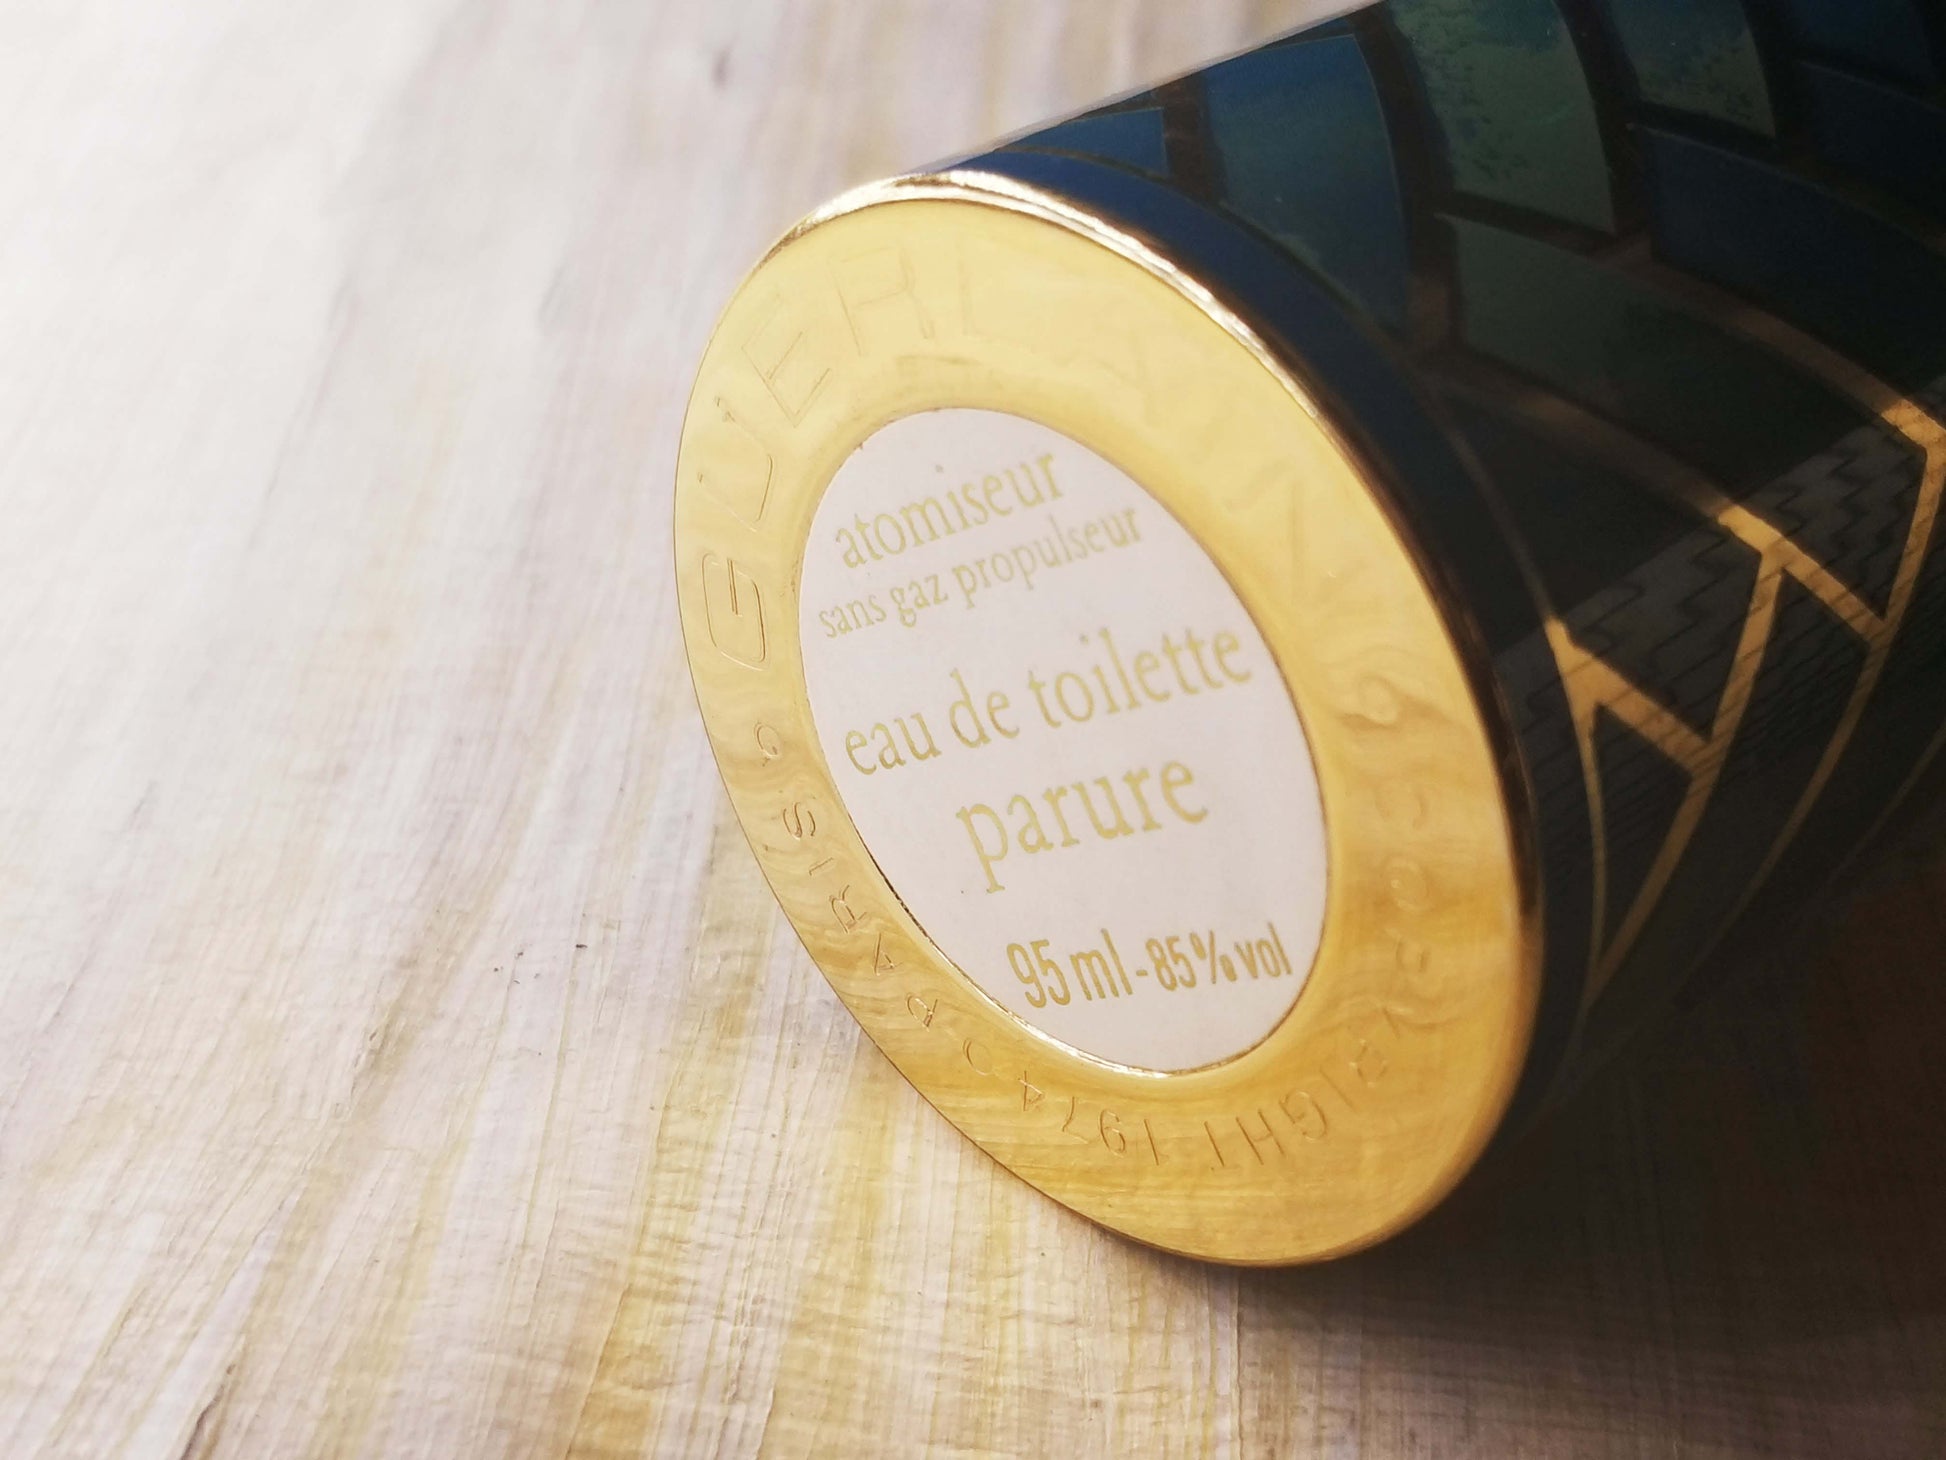 GUERLAIN
COPYRIGHT 1974
PARIS
atomiseur
sans gaz propulseur
eau de toilette
parure
95 ml - 85% vol